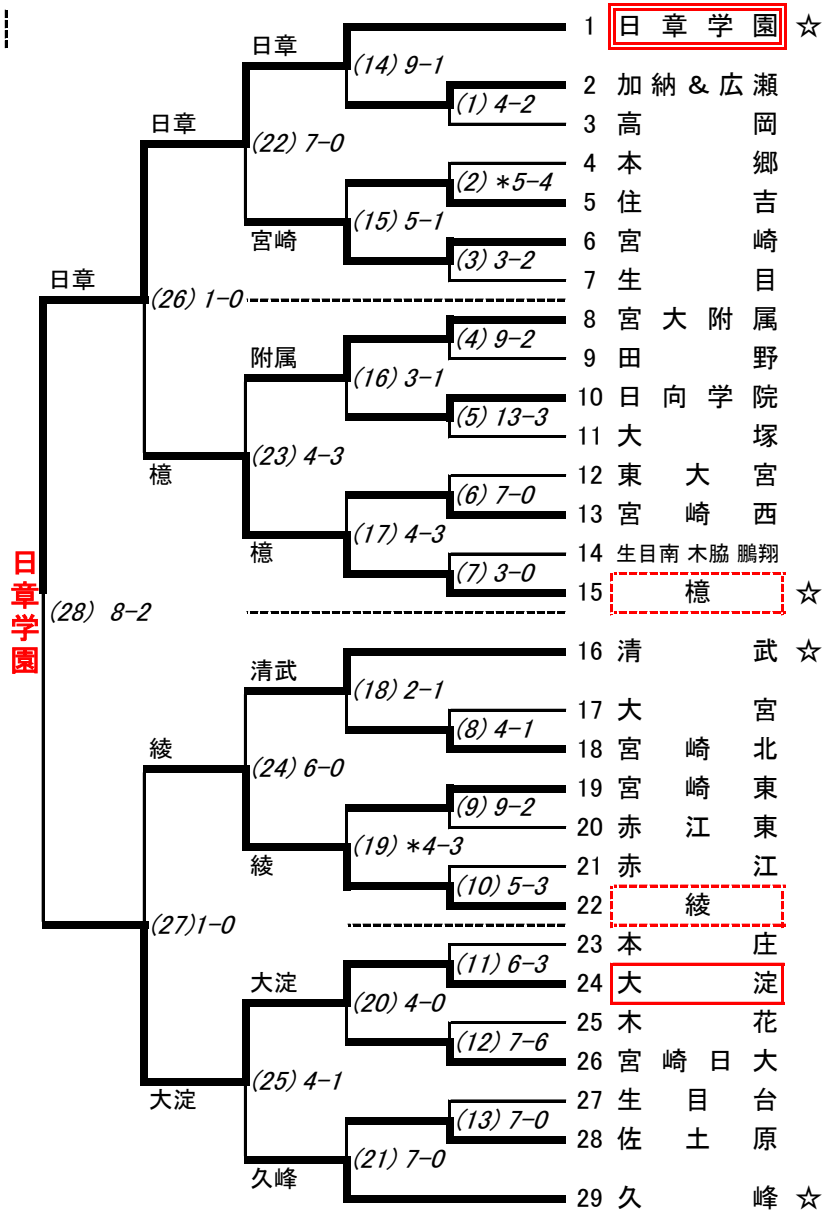 1 日章学園 ☆
日章
(14) 9-1
2 加納&広瀬
(1) 4-2
3 高岡
日章
(22) 7-0
4 本郷
(2) *5-4
5 住吉
(15) 5-1
宮崎
6 宮崎
(3) 3-2
7 生目
日章
(26) 1-0
8 宮大附属
(4) 9-2
9 田野
附属
(16) 3-1
10 日向学院
(5) 13-3
11 大塚
檍
(23) 4-3
12 東大宮
(6) 7-0
13 宮崎西
(17) 4-3
檍
14 生目南 木脇 鵬翔
(7) 3-0
15 檍 ☆
日章学園
(28) 8-2
16 清武 ☆
清武
(18) 2-1
17 大宮
(8) 4-1
18 宮崎北
綾
(24) 6-0
19 宮崎東
(9) 9-2
20 赤江東
(19) *4-3
綾
21 赤江
(10) 5-3
22 綾
(27) 1-0
23 本庄
(11) 6-3
24 大淀
大淀
(20) 4-0
25 木花
(12) 7-6
26 宮崎日大
大淀
(25) 4-1
27 生目台
(13) 7-0
28 佐土原
(21) 7-0
久峰
29 久峰 ☆